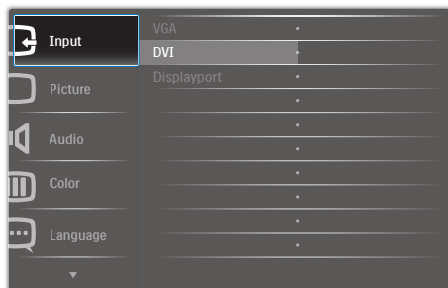 Input
Picture
Audio
Color
Language
VGA
DVI
Displayport